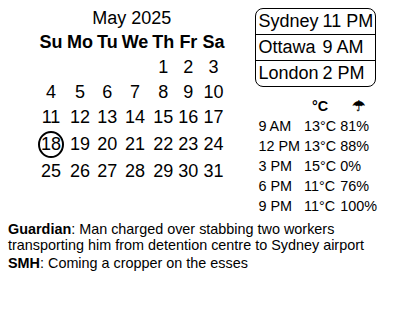 May 2025
Su Mo Tu We Th Fr Sa
1 2 3
4 5 6 7 8 9 10
11 12 13 14 15 16 17
18 19 20 21 22 23 24
25 26 27 28 29 30 31
Sydney 11 PM
Ottawa 9 AM
London 2 PM
°C ☂
9 AM 13°C 81%
12 PM 13°C 88%
3 PM 15°C 0%
6 PM 11°C 76%
9 PM 11°C 100%
Guardian: Man charged over stabbing two workers
transporting him from detention centre to Sydney airport
SMH: Coming a cropper on the esses